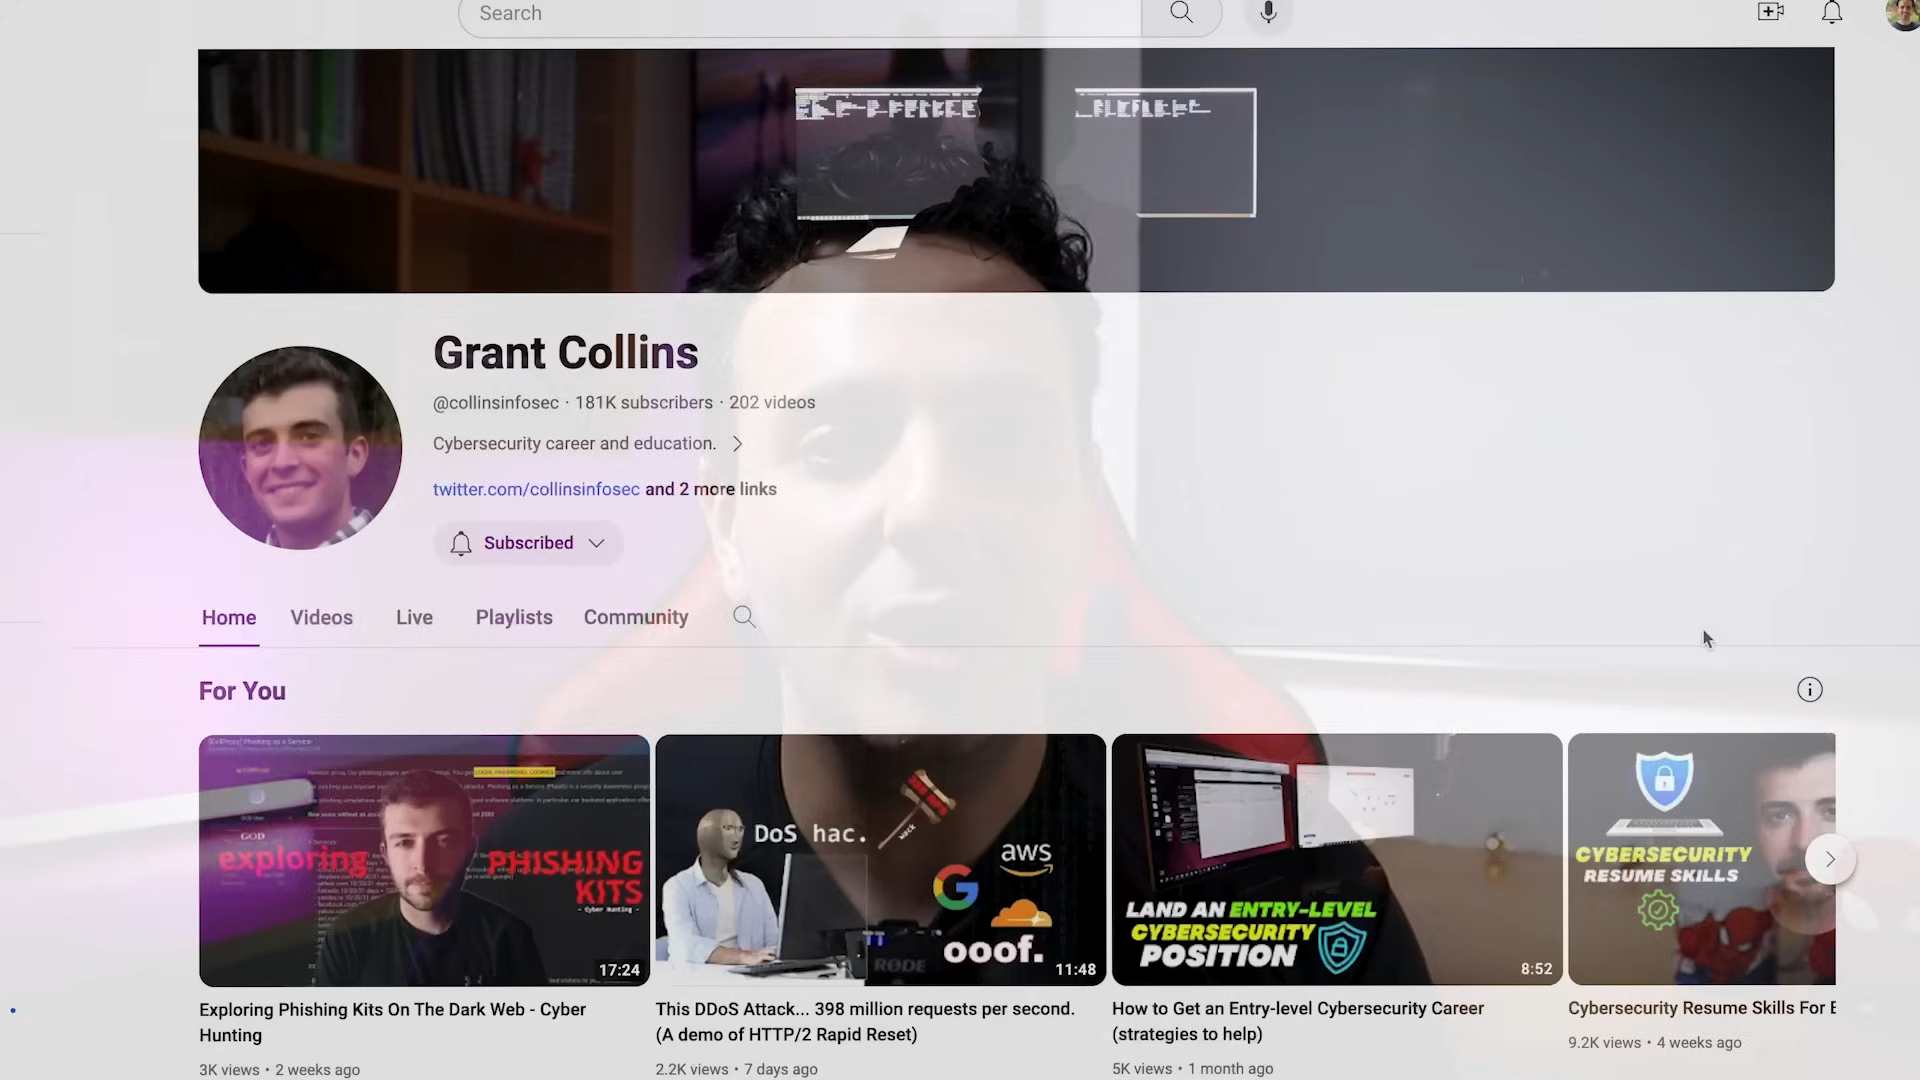 Search
Grant Collins
@collinsinfosec · 181K subscribers · 202 videos
Cybersecurity career and education.
twitter.com/collinsinfosec and 2 more links
Subscribed
Home Videos Live Playlists Community
For You
GOD
exploring PHISHING
KITS
- Cyber Hunting -
17:24
DoS hac.
wack
aws
ooof.
RØDE
11:48
LAND AN ENTRY-LEVEL
CYBERSECURITY
POSITION
8:52
CYBERSECURITY
RESUME SKILLS
Exploring Phishing Kits On The Dark Web - Cyber
Hunting
3K views • 2 weeks ago
This DDoS Attack... 398 million requests per second.
(A demo of HTTP/2 Rapid Reset)
2.2K views • 7 days ago
How to Get an Entry-level Cybersecurity Career
(strategies to help)
5K views • 1 month ago
Cybersecurity Resume Skills For
9.2K views • 4 weeks ago